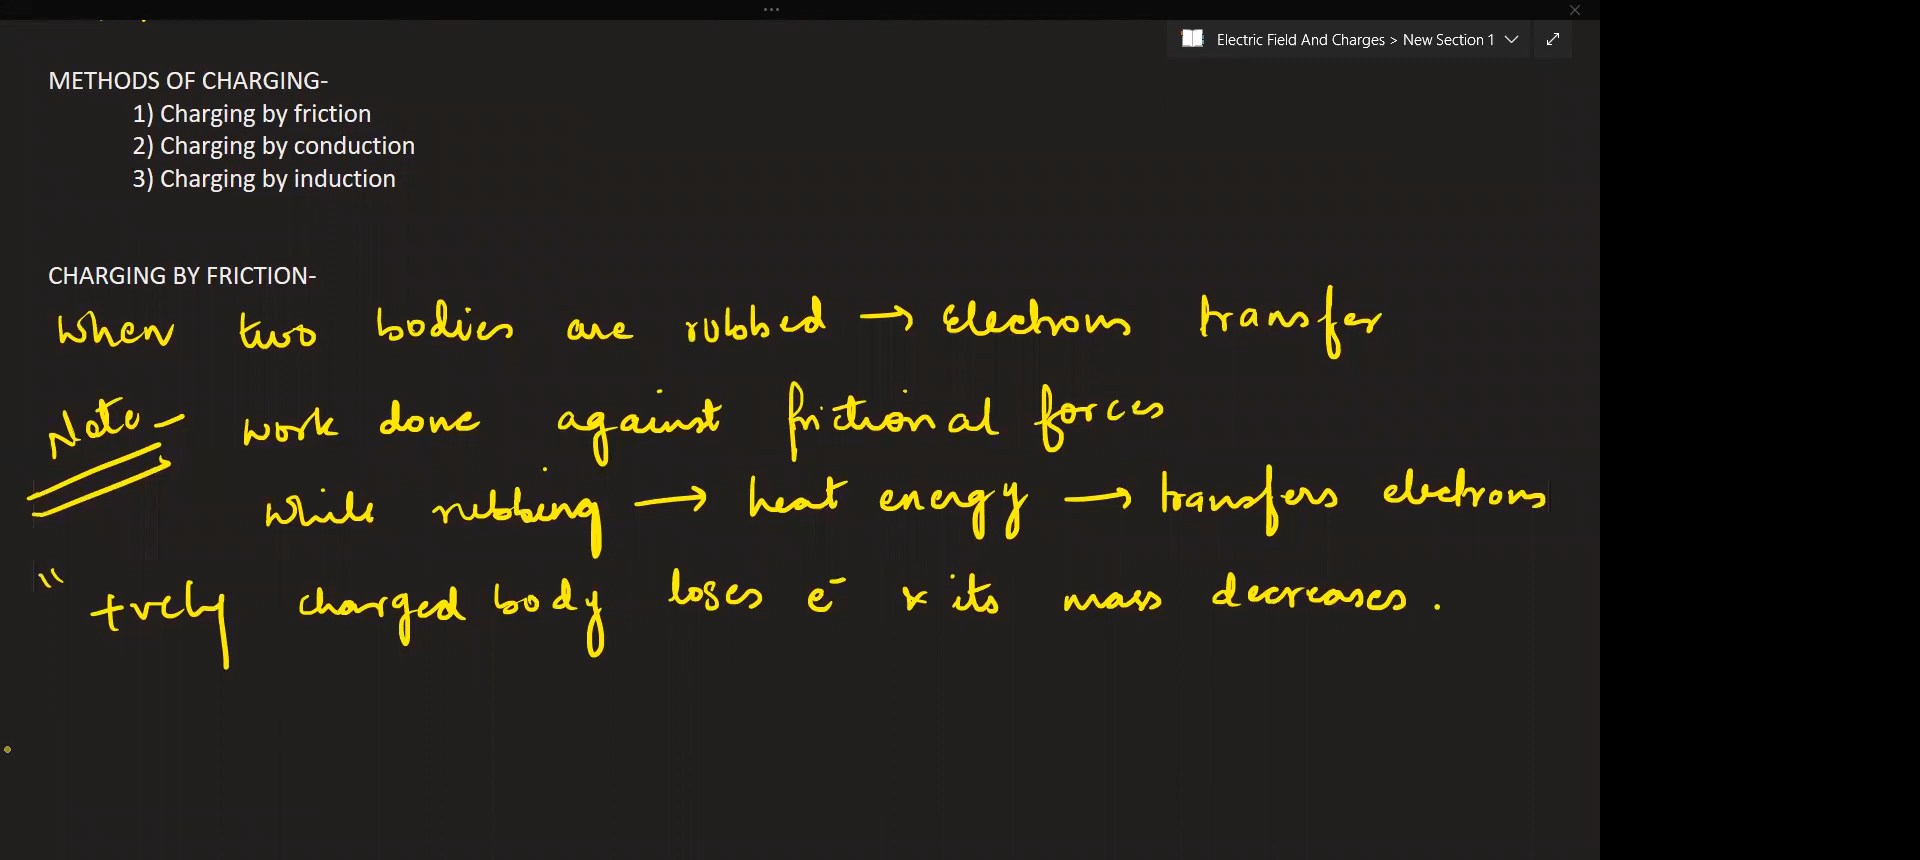 Electric Field And Charges > New Section 1
METHODS OF CHARGING-
1) Charging by friction
2) Charging by conduction
3) Charging by induction
CHARGING BY FRICTION-
When two bodies are rubbed → Electrons transfer
Note - work done against frictional forces
while rubbing → heat energy → transfers electrons
" +vely charged body loses e⁻ & its mass decreases.